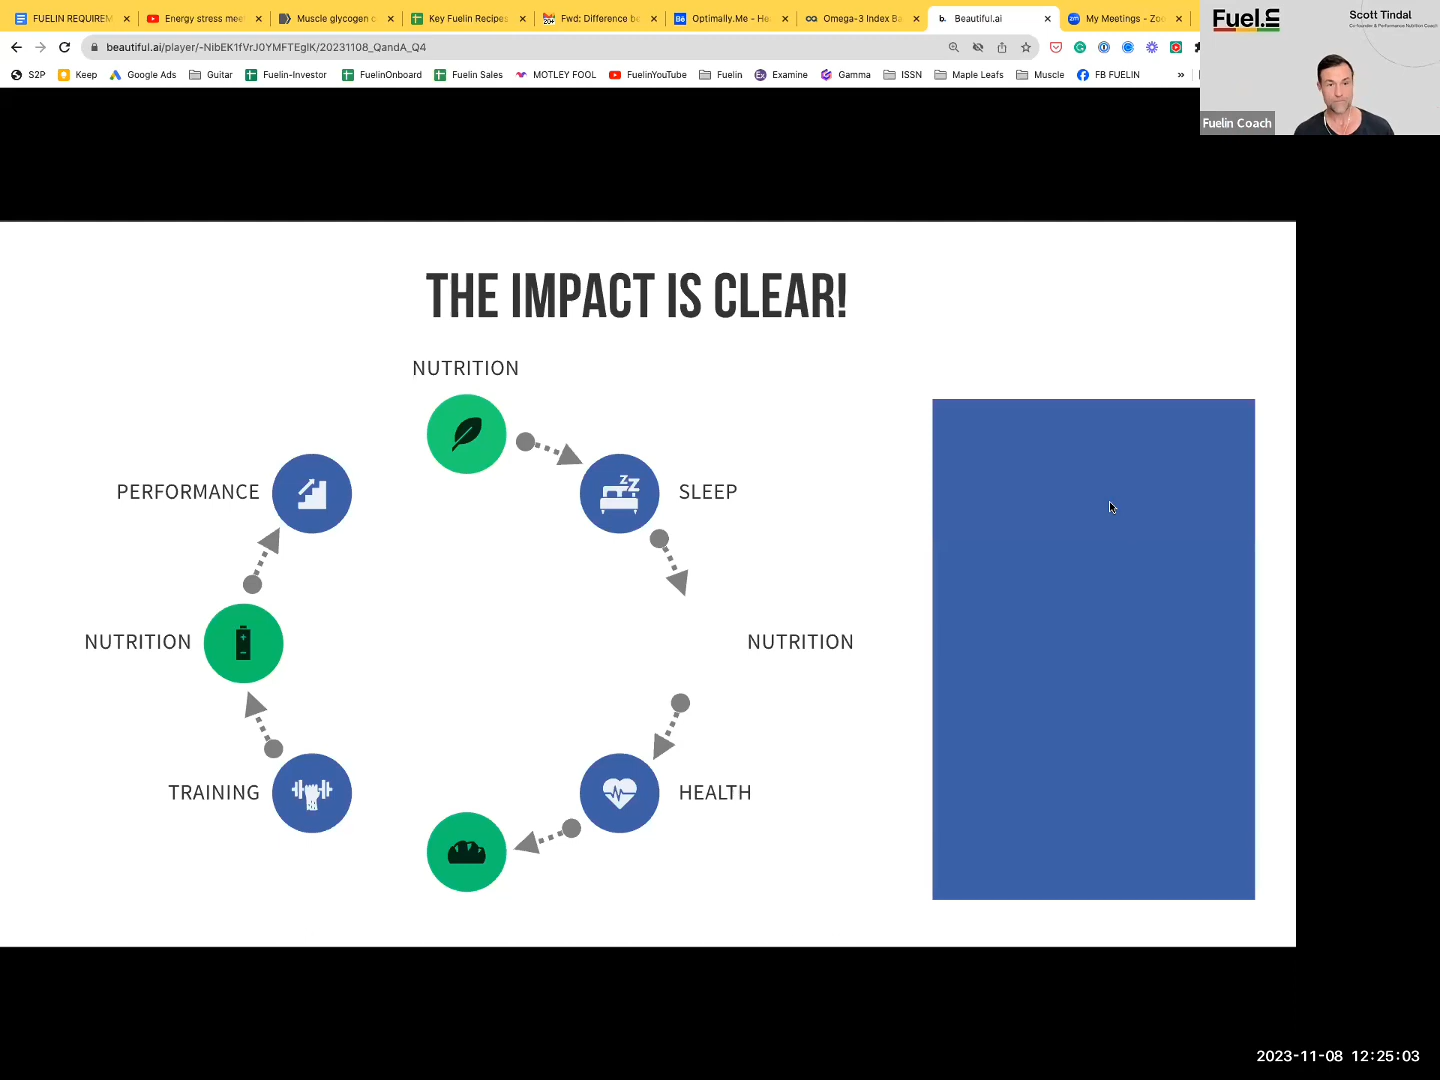 FUELIN REQUIREM
Energy stress mee
Muscle glycogen c
Key Fuelin Recipes
Fwd: Difference be
Optimally.Me - He
Omega-3 Index Ba
Beautiful.ai
My Meetings - Zoo
beautiful.ai/player/-NibEK1fVrJ0YMFTEglK/20231108_QandA_Q4
S2P
Keep
Google Ads
Guitar
Fuelin-Investor
FuelinOnboard
Fuelin Sales
MOTLEY FOOL
FuelinYouTube
Fuelin
Examine
Gamma
ISSN
Maple Leafs
Muscle
FB FUELIN
»
Fuel.in
Scott Tindal
Co founder & Performance Nutrition Coach
Fuelin Coach
THE IMPACT IS CLEAR!
NUTRITION
PERFORMANCE
SLEEP
NUTRITION
NUTRITION
TRAINING
HEALTH
2023-11-08 12:25:03